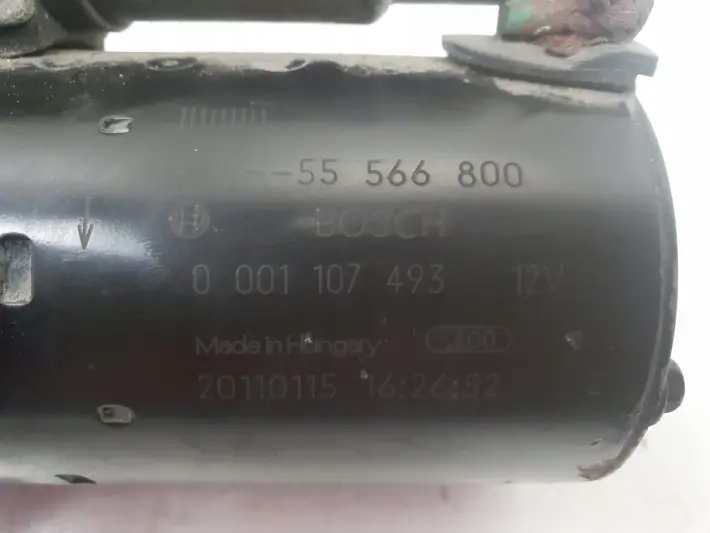 --55 566 800
BOSCH
0 001 107 493 12V
Made in Hungary
20110115 16:26:52